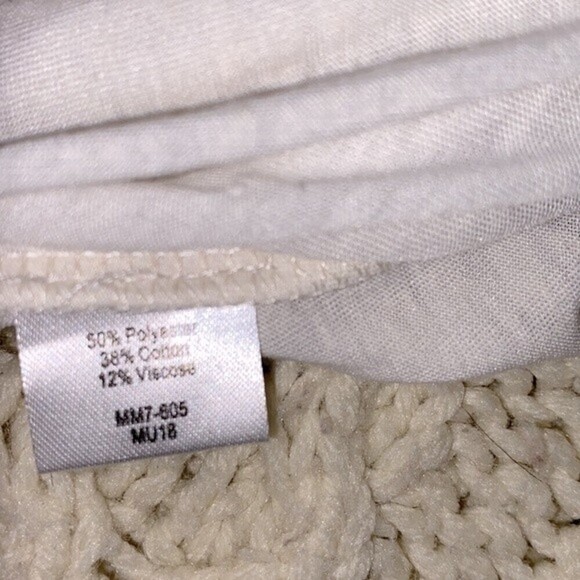 50% Polyester
38% Cotton
12% Viscose
MM7-605
MU18